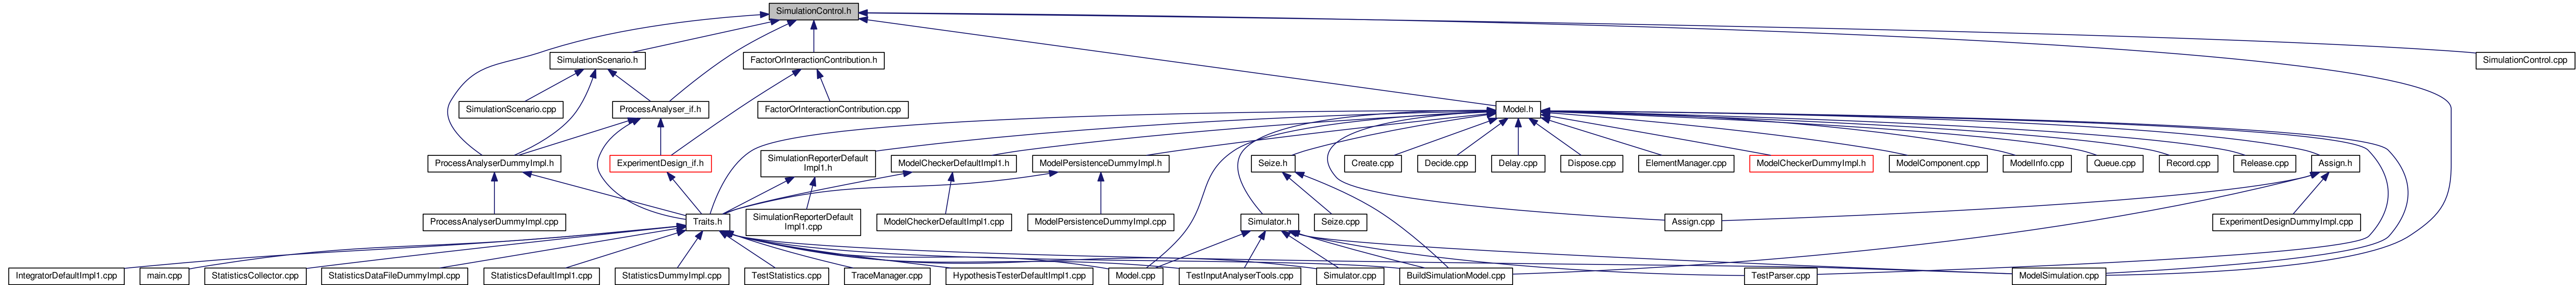 SimulationControl.h
SimulationScenario.h
FactorOrInteractionContribution.h
SimulationControl.cpp
SimulationScenario.cpp
ProcessAnalyser_if.h
FactorOrInteractionContribution.cpp
Model.h
ProcessAnalyserDummyImpl.h
ExperimentDesign_if.h
SimulationReporterDefault
Impl1.h
ModelCheckerDefaultImpl1.h
ModelPersistenceDummyImpl.h
Seize.h
Create.cpp
Decide.cpp
Delay.cpp
Dispose.cpp
ElementManager.cpp
ModelCheckerDummyImpl.h
ModelComponent.cpp
ModelInfo.cpp
Queue.cpp
Record.cpp
Release.cpp
Assign.h
ProcessAnalyserDummyImpl.cpp
Traits.h
SimulationReporterDefault
Impl1.cpp
ModelCheckerDefaultImpl1.cpp
ModelPersistenceDummyImpl.cpp
Simulator.h
Seize.cpp
Assign.cpp
ExperimentDesignDummyImpl.cpp
IntegratorDefaultImpl1.cpp
main.cpp
StatisticsCollector.cpp
StatisticsDataFileDummyImpl.cpp
StatisticsDefaultImpl1.cpp
StatisticsDummyImpl.cpp
TestStatistics.cpp
TraceManager.cpp
HypothesisTesterDefaultImpl1.cpp
Model.cpp
TestInputAnalyserTools.cpp
Simulator.cpp
BuildSimulationModel.cpp
TestParser.cpp
ModelSimulation.cpp